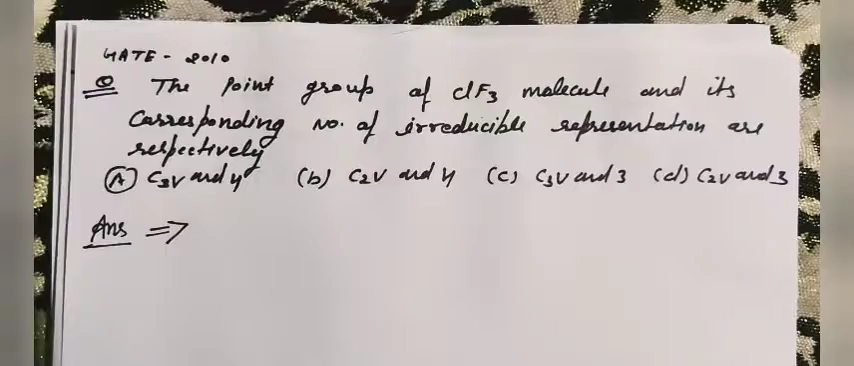 GATE - 2010
Q The Point group of ClF3 molecule and its
Corresponding No. of irreducible representation are
respectively
(A) C3V and 4 (b) C2V and 4 (c) C3V and 3 (d) C2V and 3
Ans =>